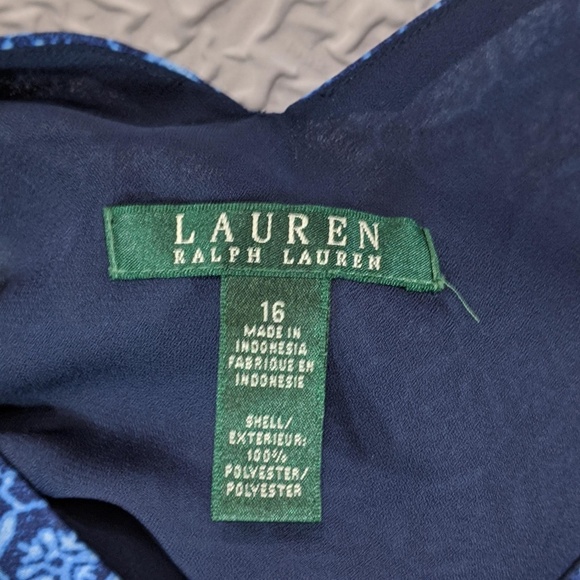 LAUREN
RALPH LAUREN
16
MADE IN
INDONESIA
FABRIQUE EN
INDONESIE
SHELL/
EXTERIEUR:
100%
POLYESTER/
POLYESTER